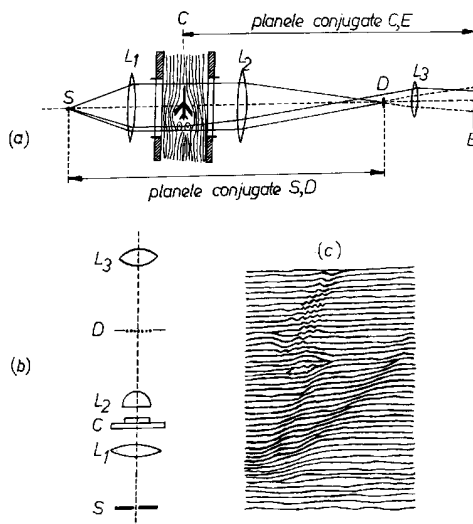 C
planele conjugate C,E
L1
L2
L3
S
D
E
(a)
planele conjugate S,D
(b)
L3
D
L2
C
L1
S
(c)